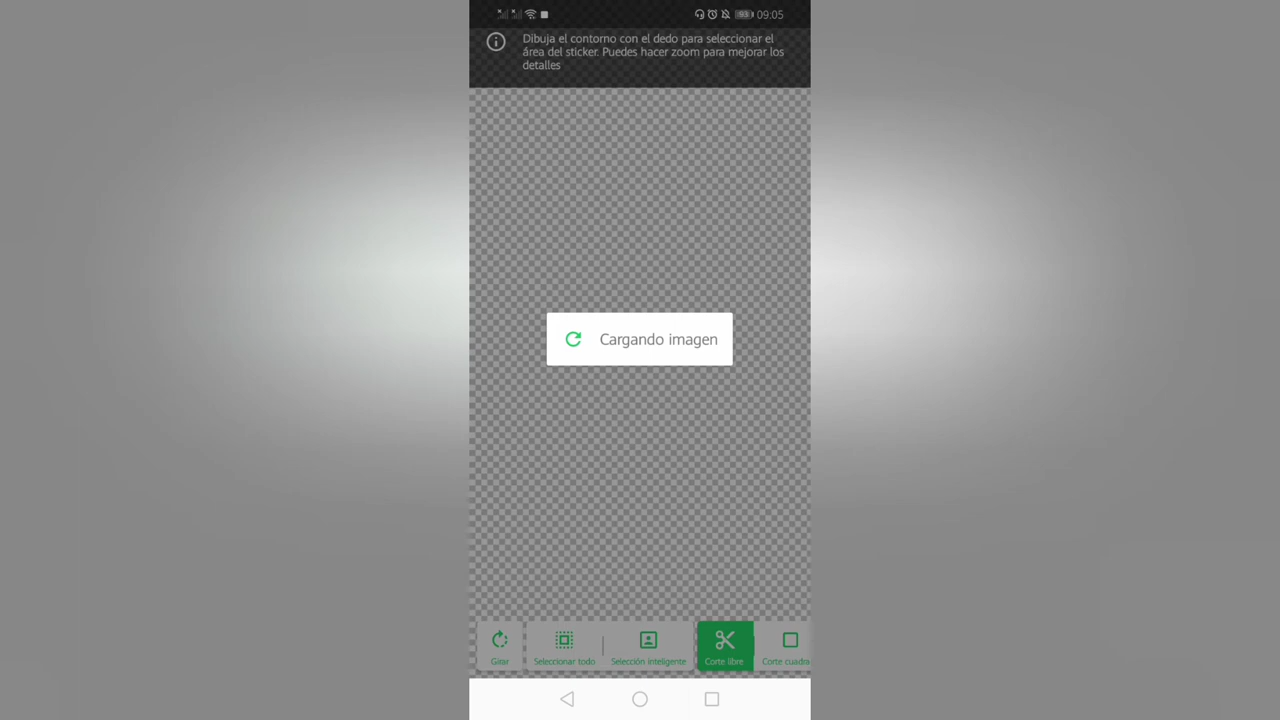 93 09:05
Dibuja el contorno con el dedo para seleccionar el
área del sticker. Puedes hacer zoom para mejorar los
detalles
Cargando imagen
Girar
Seleccionar todo
Selección inteligente
Corte libre
Corte cuadra